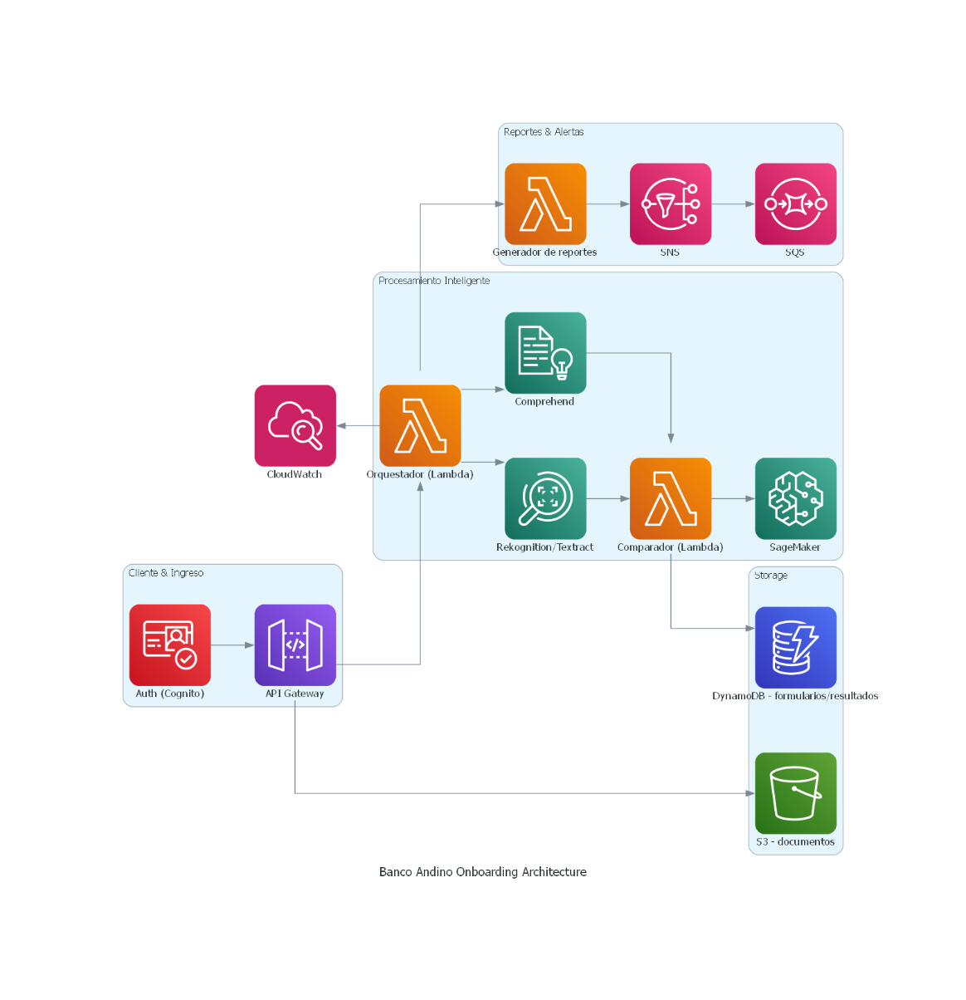 Reportes & Alertas
Generador de reportes
SNS
SQS
Procesamiento Inteligente
Comprehend
CloudWatch
Orquestador (Lambda)
Rekognition/Textract
Comparador (Lambda)
SageMaker
Cliente & Ingreso
Auth (Cognito)
API Gateway
Storage
DynamoDB - formularios/resultados
S3 - documentos
Banco Andino Onboarding Architecture